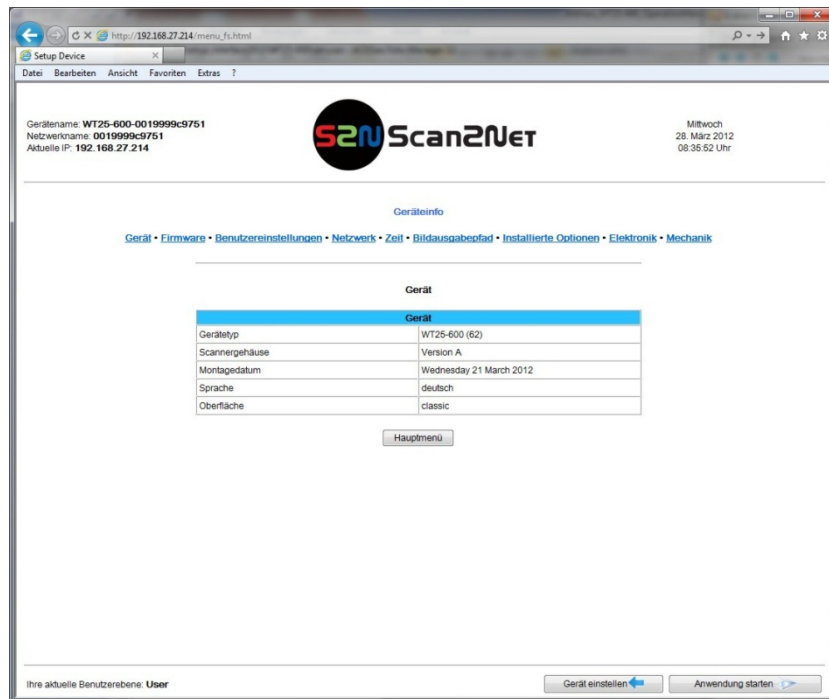 http://192.168.27.214/menu_fs.html
Setup Device
Datei Bearbeiten Ansicht Favoriten Extras ?
Gerätename: WT25-600-0019999c9751
Netzwerkname: 0019999c9751
Aktuelle IP: 192.168.27.214
S2N Scan2Net
Mittwoch
28. März 2012
08:35:52 Uhr
Geräteinfo
Gerät • Firmware • Benutzereinstellungen • Netzwerk • Zeit • Bildausgabepfad • Installierte Optionen • Elektronik • Mechanik
Gerät
Gerät
Gerätetyp WT25-600 (62)
Scannergehäuse Version A
Montagedatum Wednesday 21 March 2012
Sprache deutsch
Oberfläche classic
Hauptmenü
Ihre aktuelle Benutzerebene: User
Gerät einstellen
Anwendung starten